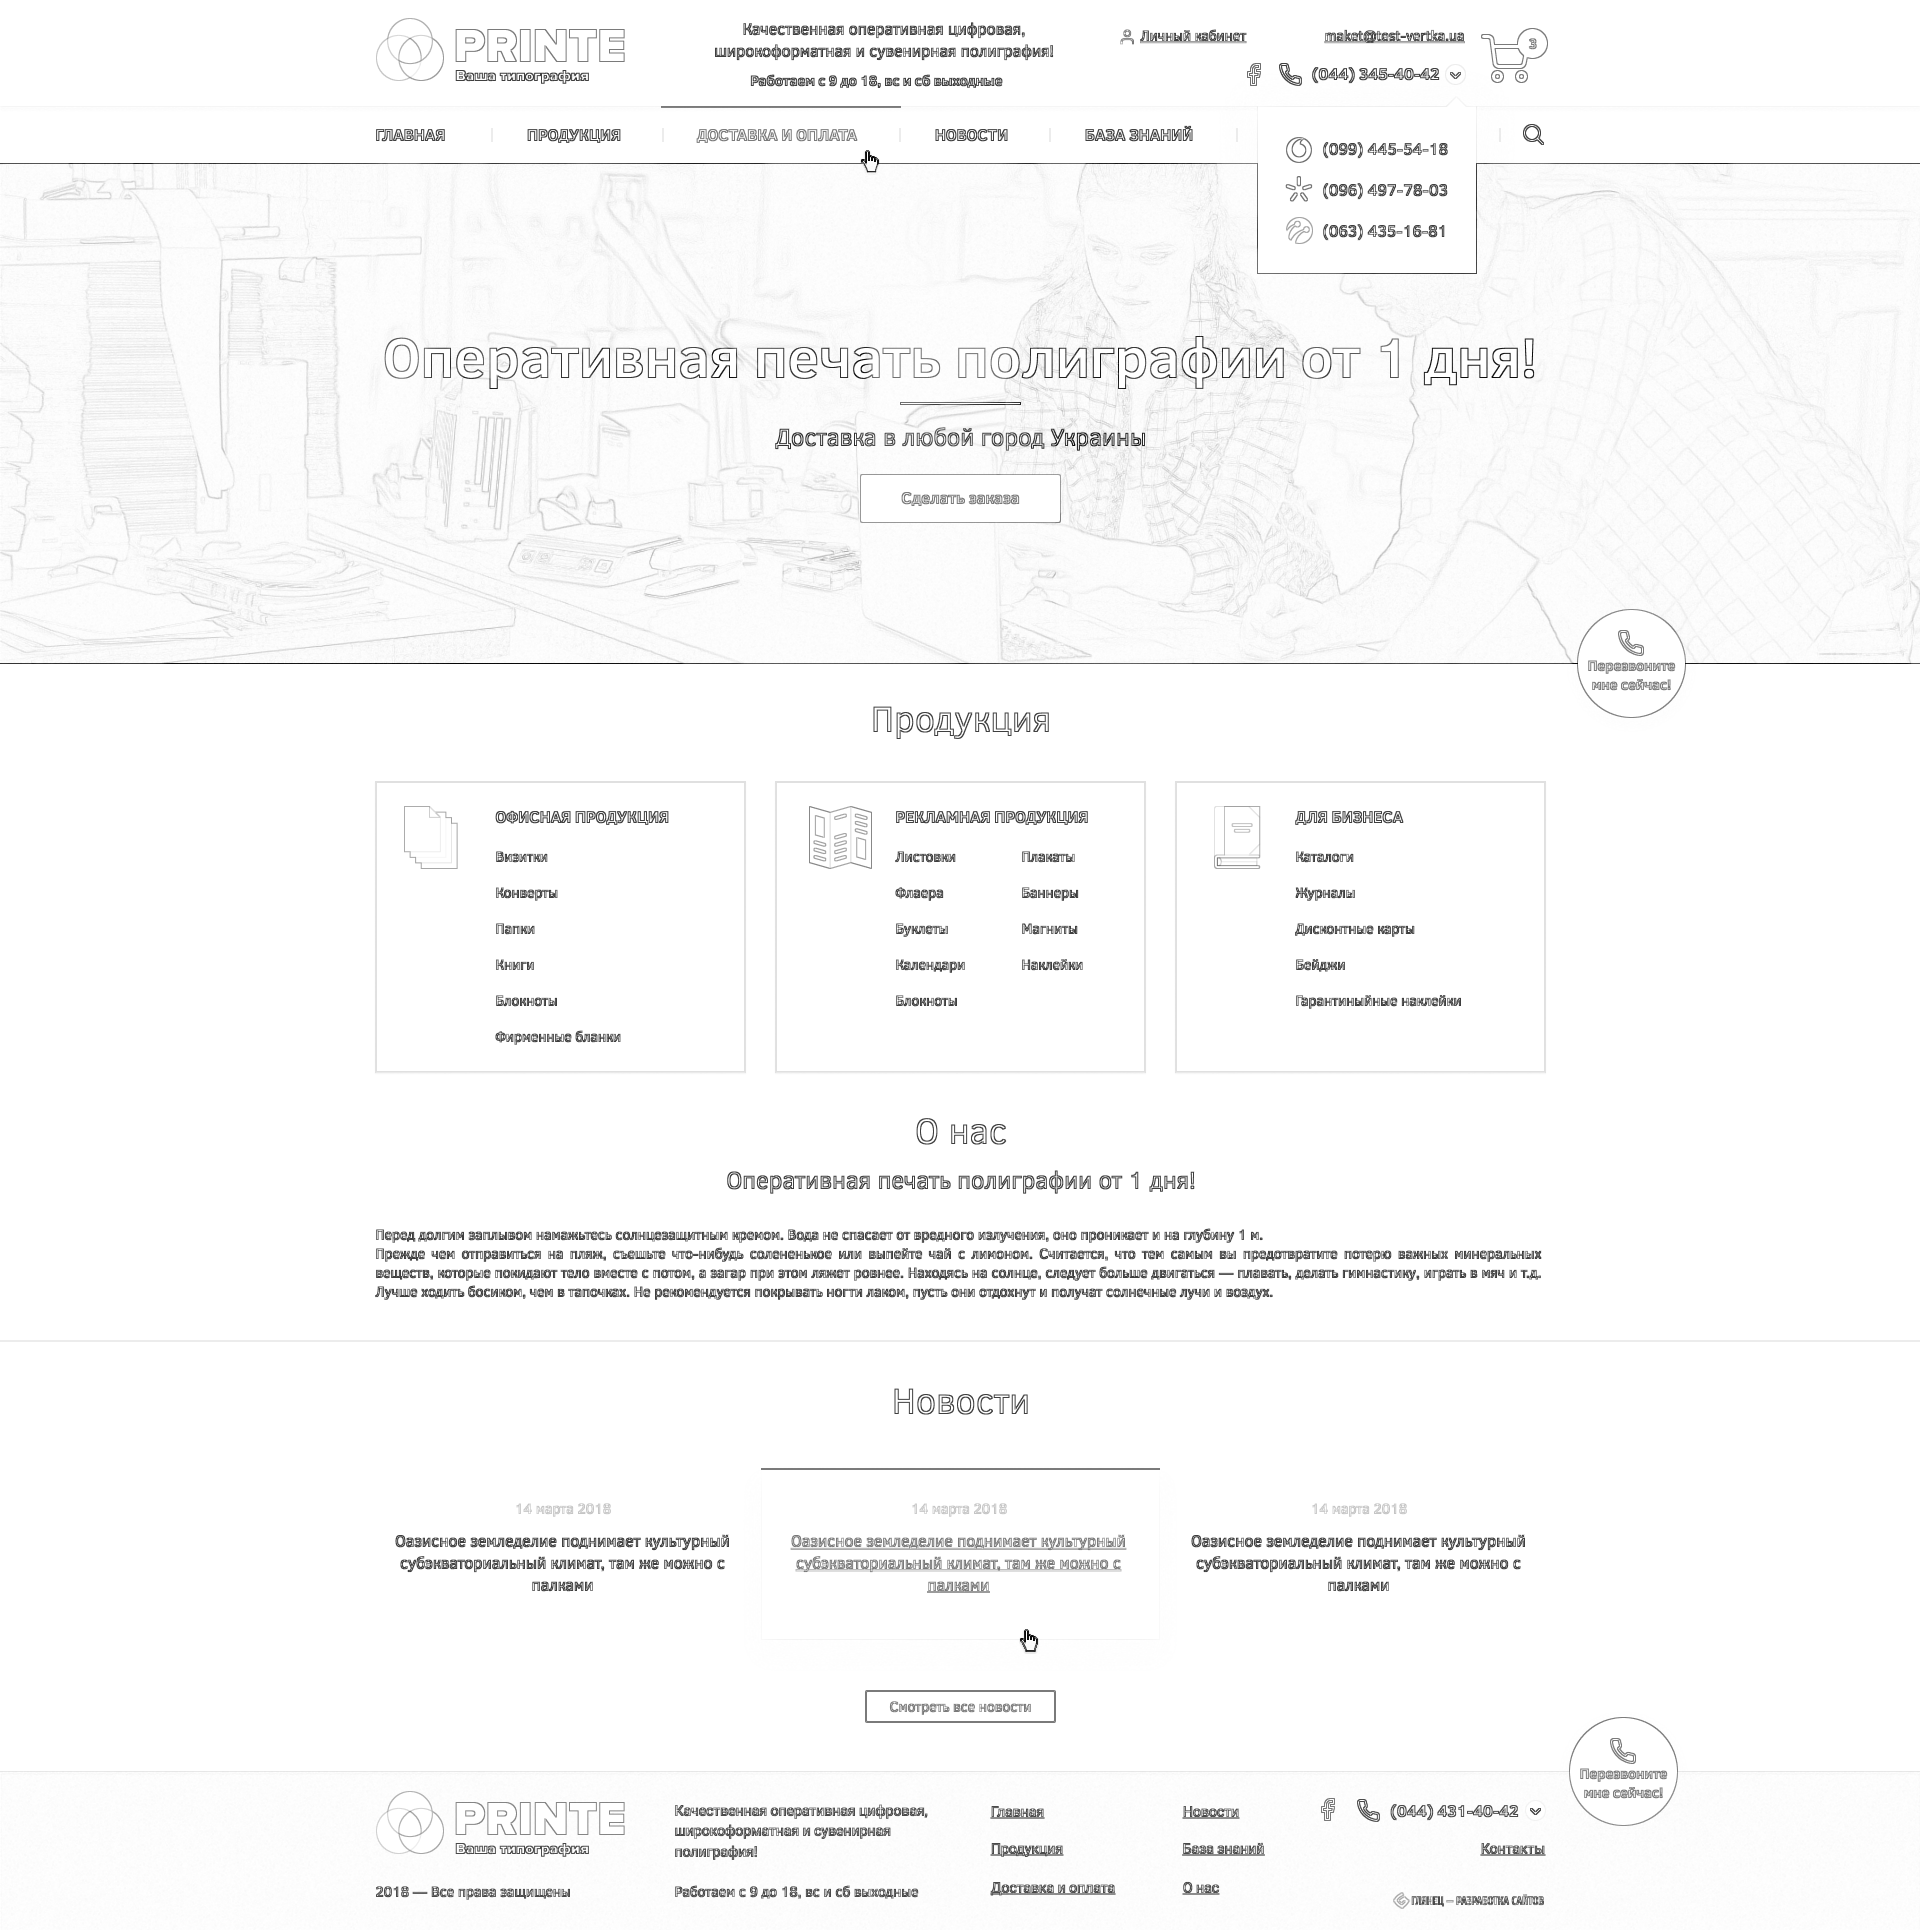 PRINTE
Ваша типография
Качественная оперативная цифровая,
широкоформатная и сувенирная полиграфия!
Работаем с 9 до 18, вс и сб выходные
Личный кабинет
maket@test-vertka.ua
3
(044) 345-40-42
ГЛАВНАЯ
ПРОДУКЦИЯ
ДОСТАВКА И ОПЛАТА
НОВОСТИ
БАЗА ЗНАНИЙ
(099) 445-54-18
(096) 497-78-03
(063) 435-16-81
Оперативная печать полиграфии от 1 дня!
Доставка в любой город Украины
Сделать заказа
Перезвоните
мне сейчас!
Продукция
ОФИСНАЯ ПРОДУКЦИЯ
Визитки
Конверты
Папки
Книги
Блокноты
Фирменные бланки
РЕКЛАМНАЯ ПРОДУКЦИЯ
Листовки
Флаера
Буклеты
Календари
Блокноты
Плакаты
Баннеры
Магниты
Наклейки
ДЛЯ БИЗНЕСА
Каталоги
Журналы
Дисконтные карты
Бейджи
Гарантиныйные наклейки
О нас
Оперативная печать полиграфии от 1 дня!
Перед долгим заплывом намажьтесь солнцезащитным кремом. Вода не спасает от вредного излучения, оно проникает и на глубину 1 м.
Прежде чем отправиться на пляж, съешьте что-нибудь солененькое или выпейте чай с лимоном. Считается, что тем самым вы предотвратите потерю важных минеральных
веществ, которые покидают тело вместе с потом, а загар при этом ляжет ровнее. Находясь на солнце, следует больше двигаться — плавать, делать гимнастику, играть в мяч и т.д.
Лучше ходить босиком, чем в тапочках. Не рекомендуется покрывать ногти лаком, пусть они отдохнут и получат солнечные лучи и воздух.
Новости
14 марта 2018
Оазисное земледелие поднимает культурный
субэкваториальный климат, там же можно с
палками
14 марта 2018
Оазисное земледелие поднимает культурный
субэкваториальный климат, там же можно с
палками
14 марта 2018
Оазисное земледелие поднимает культурный
субэкваториальный климат, там же можно с
палками
Смотреть все новости
Перезвоните
мне сейчас!
PRINTE
Ваша типография
2018 — Все права защищены
Качественная оперативная цифровая,
широкоформатная и сувенирная
полиграфия!
Работаем с 9 до 18, вс и сб выходные
Главная
Продукция
Доставка и оплата
Новости
База знаний
О нас
(044) 431-40-42
Контакты
ГЛЯНЕЦ — РАЗРАБОТКА САЙТОВ